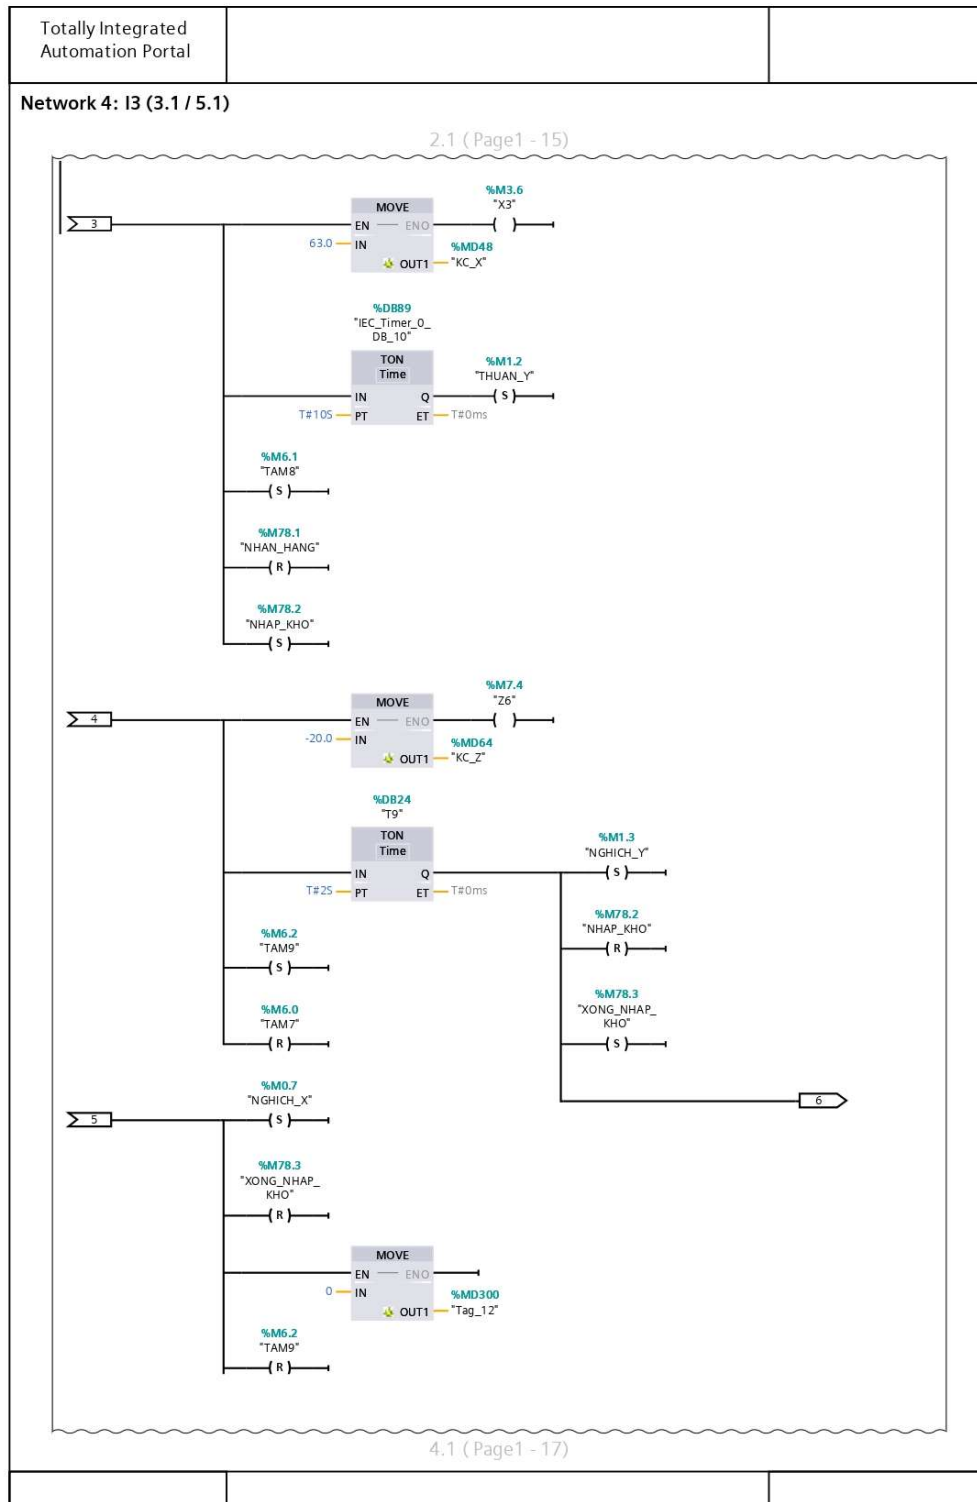 Totally Integrated
Automation Portal
Network 4: I3 (3.1 / 5.1)
2.1 ( Page1 - 15)
3
MOVE
EN
ENO
63.0
IN
OUT1
%MD48
"KC_X"
%M3.6
"X3"
( )
%DB89
"IEC_Timer_0_
DB_10"
TON
Time
IN
Q
T#10S
PT
ET
T#0ms
%M1.2
"THUAN_Y"
( S )
%M6.1
"TAM8"
( S )
%M78.1
"NHAN_HANG"
( R )
%M78.2
"NHAP_KHO"
( S )
4
MOVE
EN
ENO
-20.0
IN
OUT1
%MD64
"KC_Z"
%M7.4
"Z6"
( )
%DB24
"T9"
TON
Time
IN
Q
T#2S
PT
ET
T#0ms
%M1.3
"NGHICH_Y"
( S )
%M78.2
"NHAP_KHO"
( R )
%M78.3
"XONG_NHAP_
KHO"
( S )
6
%M6.2
"TAM9"
( S )
%M6.0
"TAM7"
( R )
5
%M0.7
"NGHICH_X"
( S )
%M78.3
"XONG_NHAP_
KHO"
( R )
MOVE
EN
ENO
0
IN
OUT1
%MD300
"Tag_12"
%M6.2
"TAM9"
( R )
4.1 ( Page1 - 17)